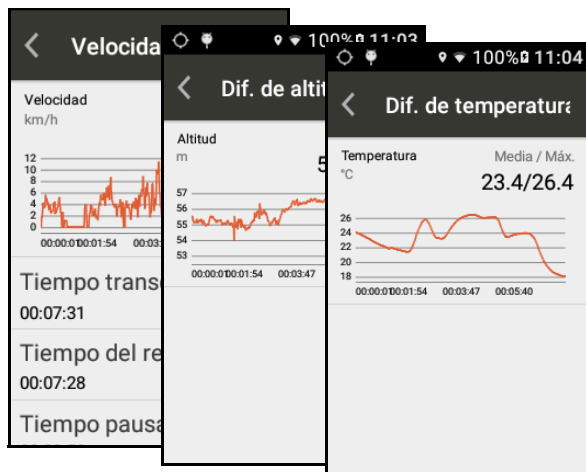 Velocida
Velocidad
km/h
12
10
8
6
4
2
0
00:00:01 00:01:54 00:03:
Tiempo trans
00:07:31
Tiempo del re
00:07:28
Tiempo pausa
100% 11:03
Dif. de altit
Altitud
m
5
57
56
55
54
53
00:00:01 00:01:54 00:03:47
100% 11:04
Dif. de temperatura
Temperatura Media / Máx.
°C
23.4/26.4
26
24
22
20
18
00:00:01 00:01:54 00:03:47 00:05:40